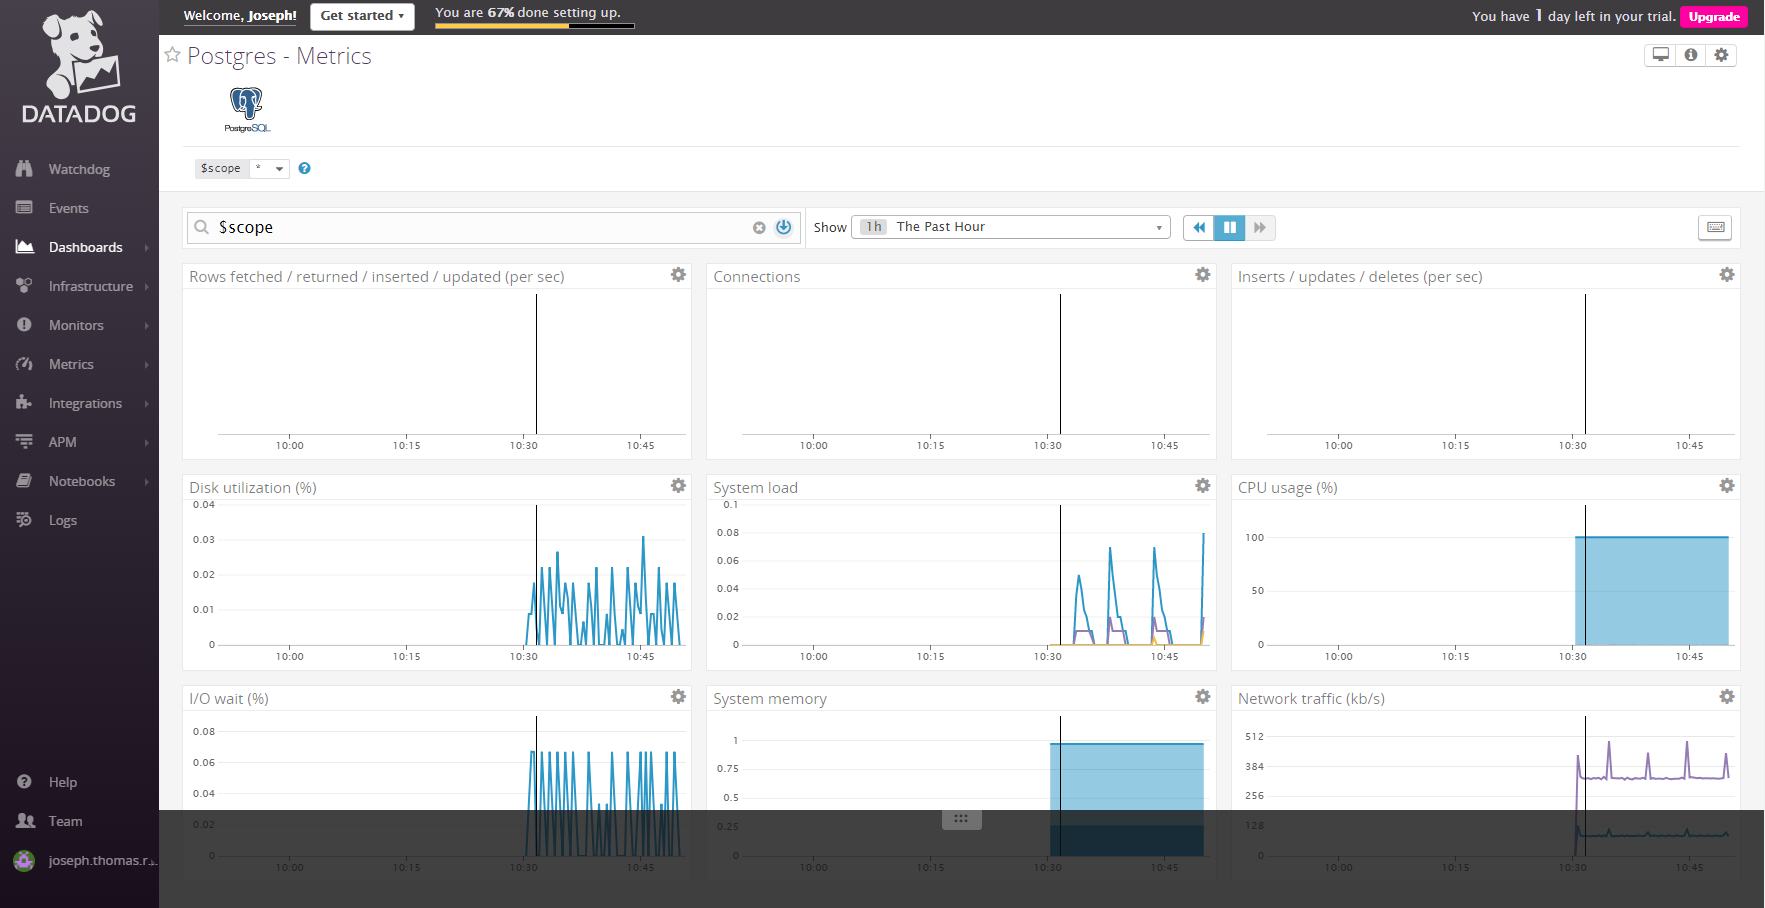 Welcome, Joseph!
Get started
You are 67% done setting up.
You have 1 day left in your trial.
Upgrade
DATADOG
Watchdog
Events
Dashboards
Infrastructure
Monitors
Metrics
Integrations
APM
Notebooks
Logs
Help
Team
joseph.thomas.r...
Postgres - Metrics
PostgreSQL
$scope *
$scope
Show 1h The Past Hour
Rows fetched / returned / inserted / updated (per sec)
10:00 10:15 10:30 10:45
Connections
10:00 10:15 10:30 10:45
Inserts / updates / deletes (per sec)
10:00 10:15 10:30 10:45
Disk utilization (%)
0.04
0.03
0.02
0.01
0
10:00 10:15 10:30 10:45
System load
0.1
0.08
0.06
0.04
0.02
0
10:00 10:15 10:30 10:45
CPU usage (%)
100
50
0
10:00 10:15 10:30 10:45
I/O wait (%)
0.08
0.06
0.04
0.02
0
10:00 10:15 10:30 10:45
System memory
1
0.75
0.5
0.25
0
10:00 10:15 10:30 10:45
Network traffic (kb/s)
512
384
256
128
0
10:00 10:15 10:30 10:45